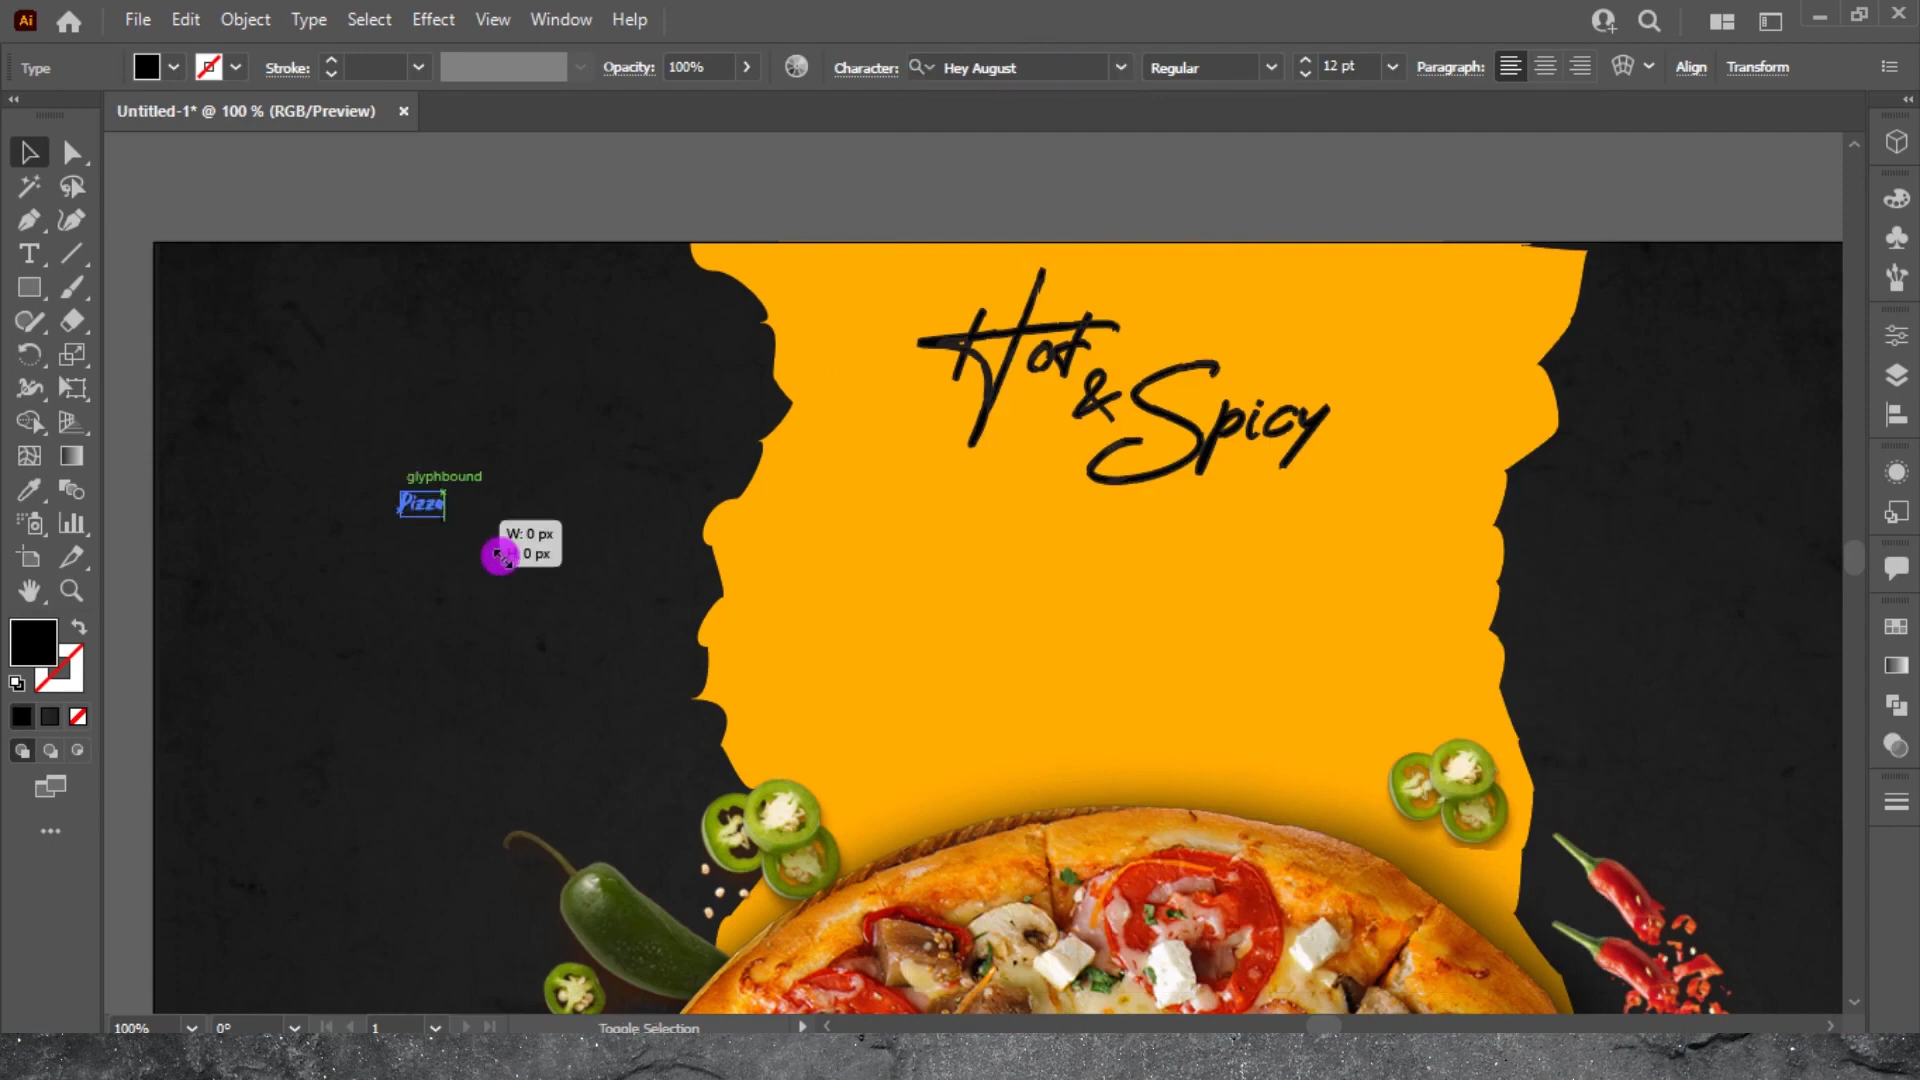 Ai File Edit Object Type Select Effect View Window Help
Type Stroke: Opacity: 100% Character: Hey August Regular 12 pt Paragraph: Align Transform
Untitled-1* @ 100 % (RGB/Preview)
Hot
& Spicy
glyphbound
Pizza
W: 0 px
0 px
100% 0° 1 Toggle Selection